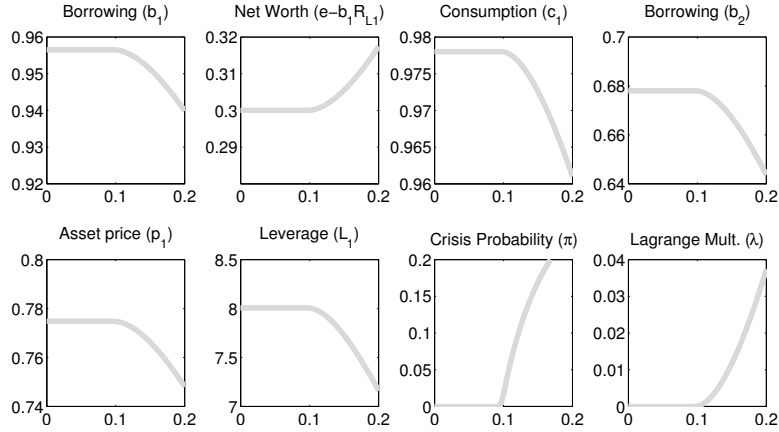 Borrowing (b1)
0.96
0.95
0.94
0.93
0.92
0 0.1 0.2
Net Worth (e−b1RL1)
0.32
0.31
0.3
0.29
0 0.1 0.2
Consumption (c1)
0.98
0.975
0.97
0.965
0.96
0 0.1 0.2
Borrowing (b2)
0.7
0.68
0.66
0.64
0 0.1 0.2
Asset price (p1)
0.8
0.78
0.76
0.74
0 0.1 0.2
Leverage (L1)
8.5
8
7.5
7
0 0.1 0.2
Crisis Probability (π)
0.2
0.15
0.1
0.05
0
0 0.1 0.2
Lagrange Mult. (λ)
0.04
0.03
0.02
0.01
0
0 0.1 0.2